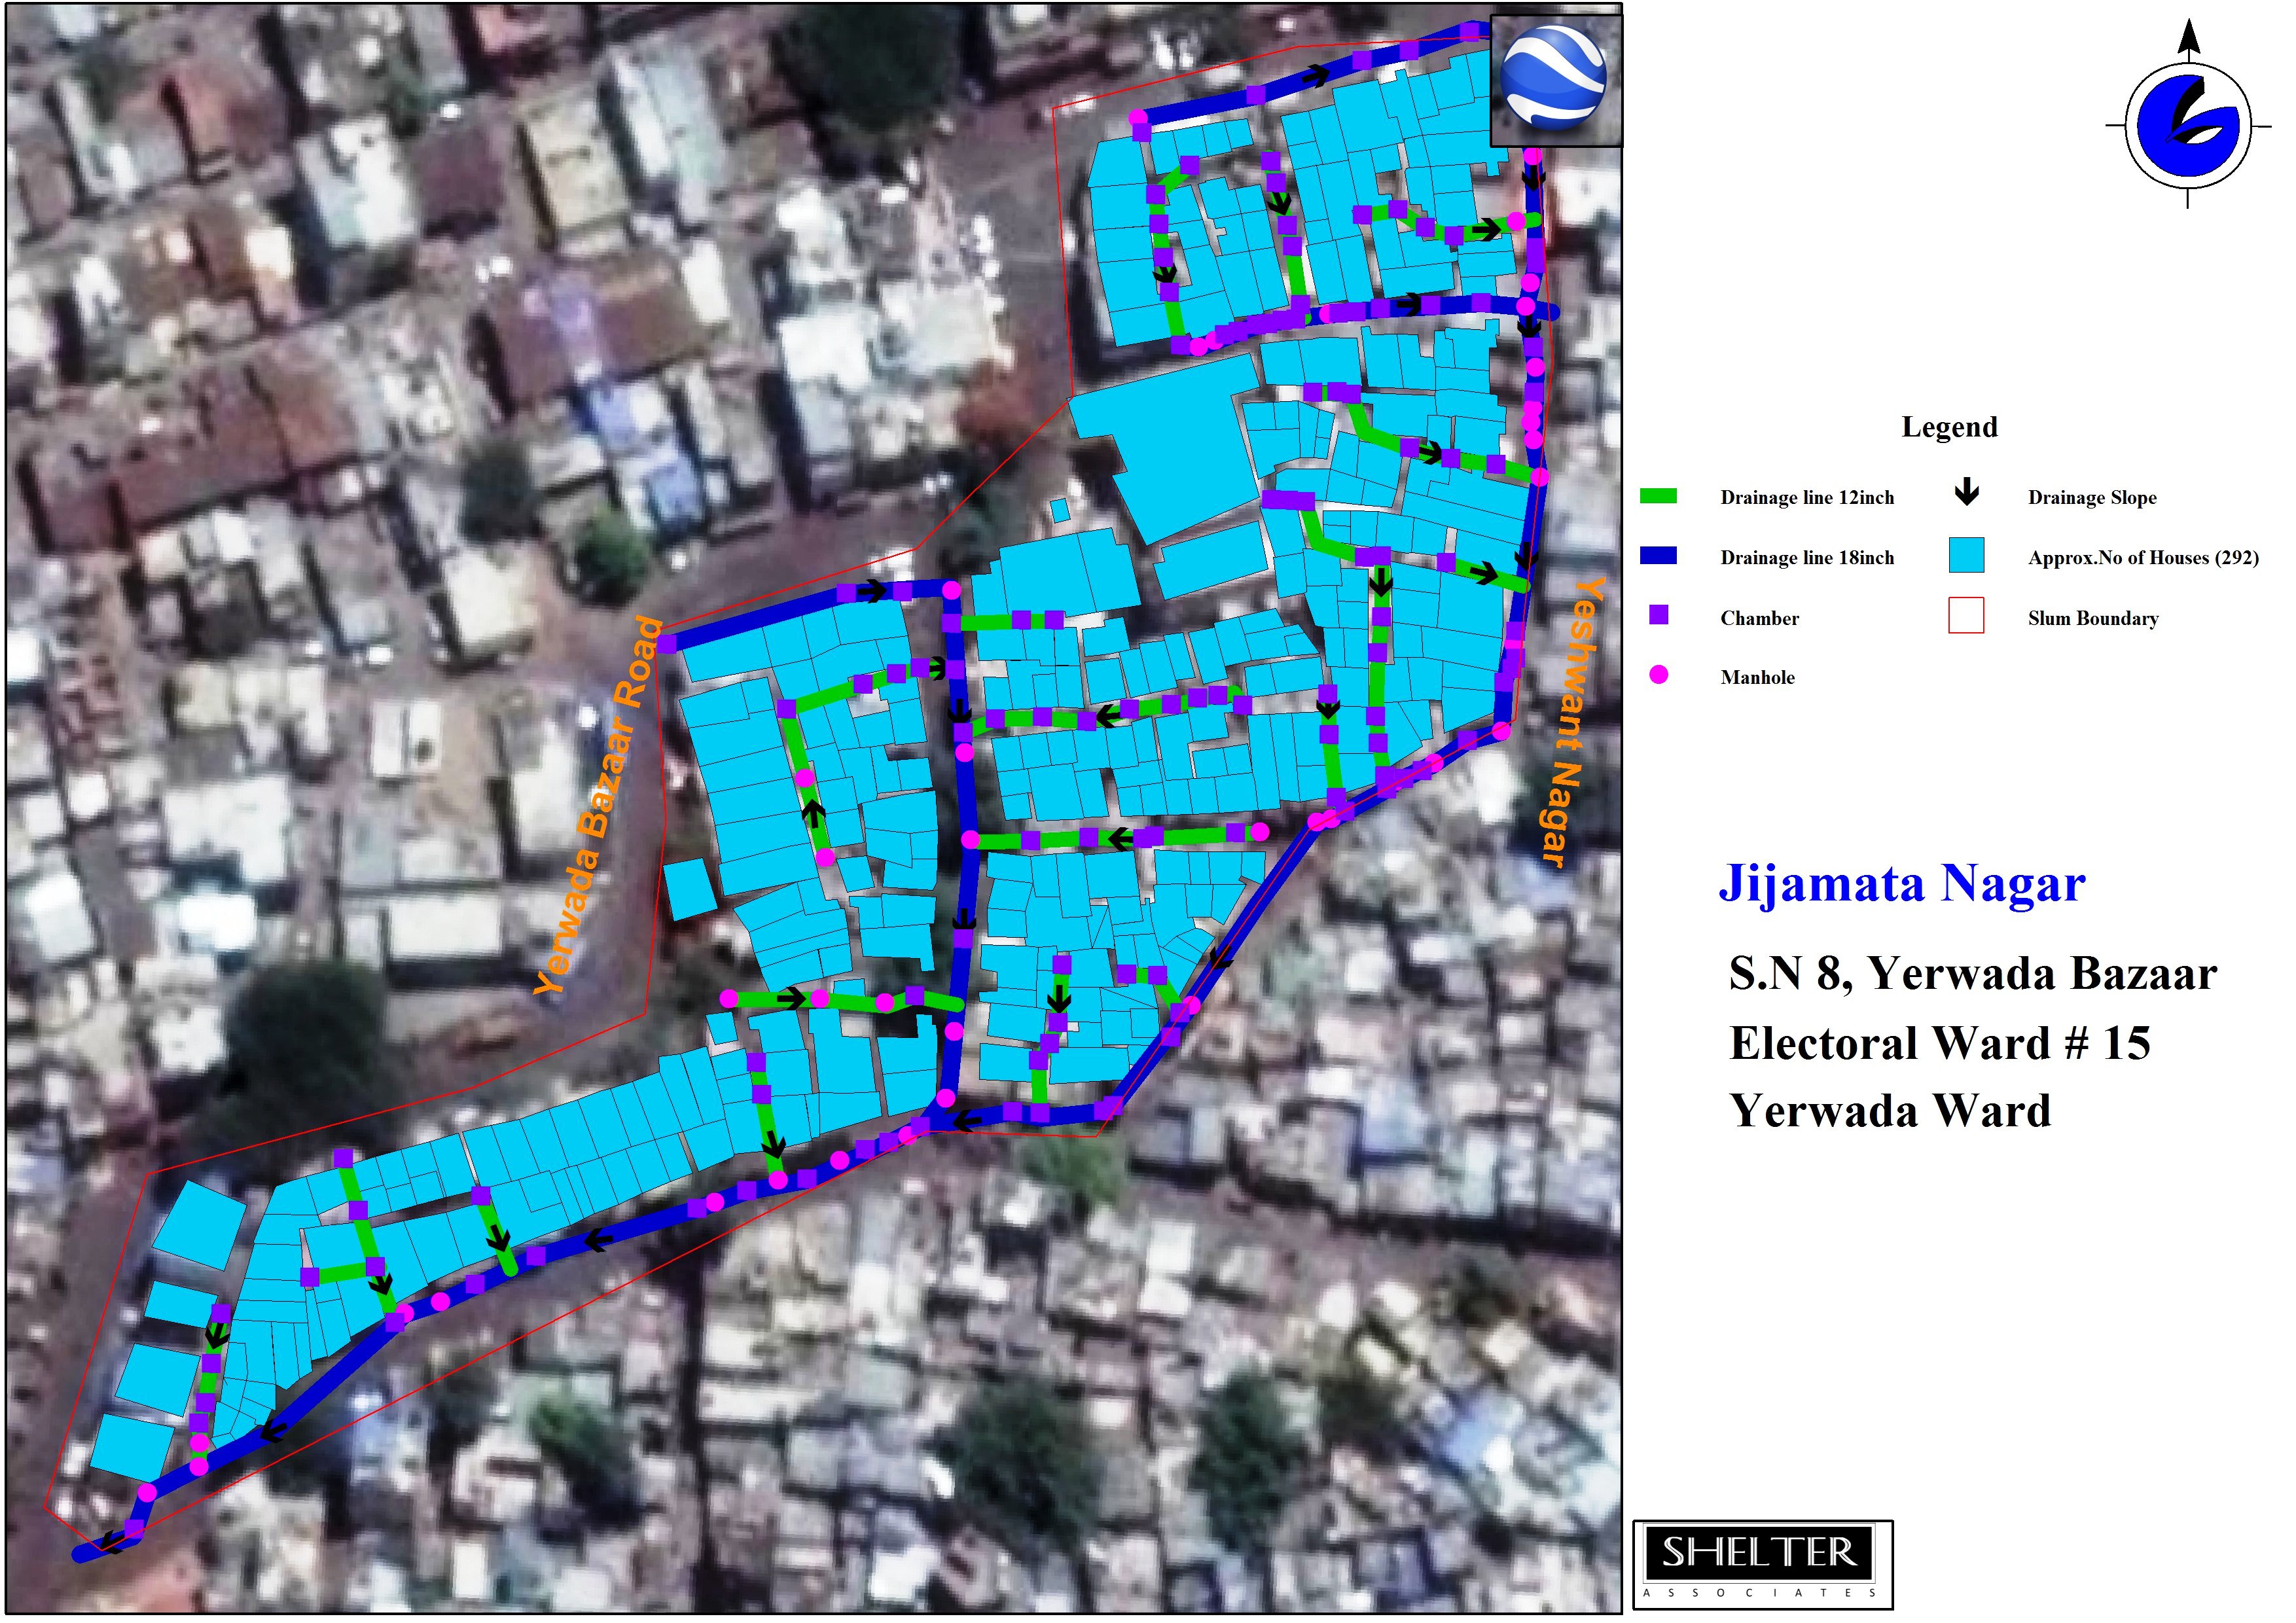 Yerwada Bazaar Road
Yeshwant Nagar
Legend
Drainage line 12inch
Drainage Slope
Drainage line 18inch
Approx.No of Houses (292)
Chamber
Slum Boundary
Manhole
Jijamata Nagar
S.N 8, Yerwada Bazaar
Electoral Ward # 15
Yerwada Ward
SHELTER
ASSOCIATES